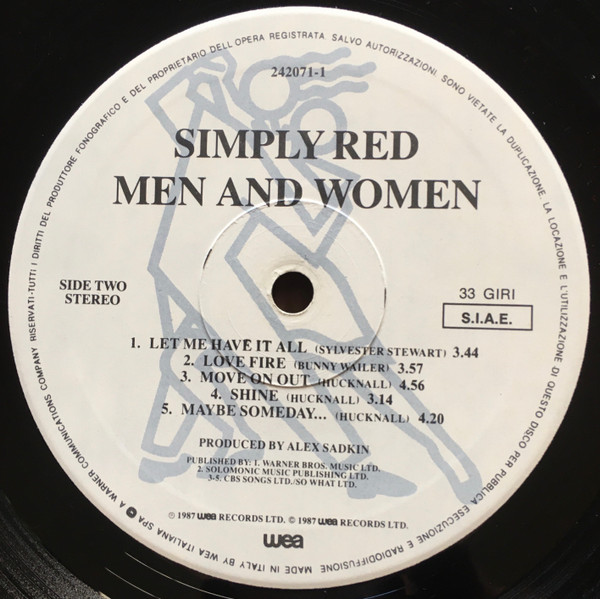 242071-1
SIMPLY RED
MEN AND WOMEN
SIDE TWO
STEREO
33 GIRI
S.I.A.E.
1. LET ME HAVE IT ALL (SYLVESTER STEWART) 3.44
2. LOVE FIRE (BUNNY WAILER) 3.57
3. MOVE ON OUT (HUCKNALL) 4.56
4. SHINE (HUCKNALL) 3.14
5. MAYBE SOMEDAY... (HUCKNALL) 4.20
PRODUCED BY ALEX SADKIN
PUBLISHED BY: 1. WARNER BROS. MUSIC LTD.
2. SOLOMONIC MUSIC PUBLISHING LTD.
3-5. CBS SONGS LTD./SO WHAT LTD.
℗ 1987 wea RECORDS LTD. © 1987 wea RECORDS LTD.
wea
MADE IN ITALY BY WEA ITALIANA SPA A WARNER COMMUNICATIONS COMPANY RISERVATI-TUTTI I DIRITTI DEL PRODUTTORE FONOGRAFICO E DEL PROPRIETARIO DELL'OPERA REGISTRATA. SALVO AUTORIZZAZIONI, SONO VIETATE LA DUPLICAZIONE, LA LOCAZIONE E L'UTILIZZAZIONE DI QUESTO DISCO PER PUBBLICA ESECUZIONE E RADIODIFFUSIONE